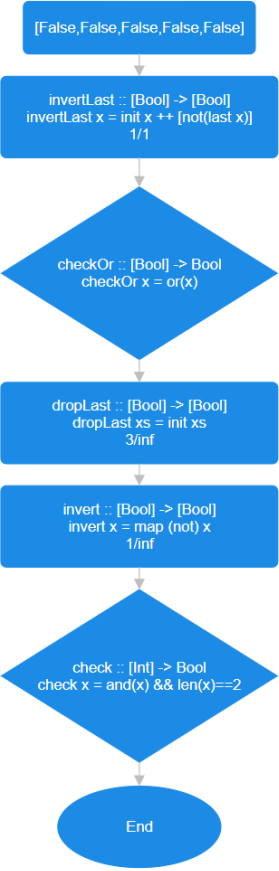 [False,False,False,False,False]
invertLast :: [Bool] -> [Bool]
invertLast x = init x ++ [not(last x)]
1/1
checkOr :: [Bool] -> Bool
checkOr x = or(x)
dropLast :: [Bool] -> [Bool]
dropLast xs = init xs
3/inf
invert :: [Bool] -> [Bool]
invert x = map (not) x
1/inf
check :: [Int] -> Bool
check x = and(x) && len(x)==2
End